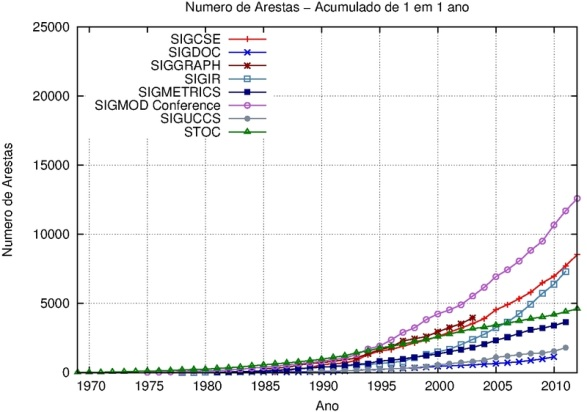 Numero de Arestas – Acumulado de 1 em 1 ano
25000
20000
15000
10000
5000
0
Numero de Arestas
SIGCSE
SIGDOC
SIGGRAPH
SIGIR
SIGMETRICS
SIGMOD Conference
SIGUCCS
STOC
1970 1975 1980 1985 1990 1995 2000 2005 2010
Ano